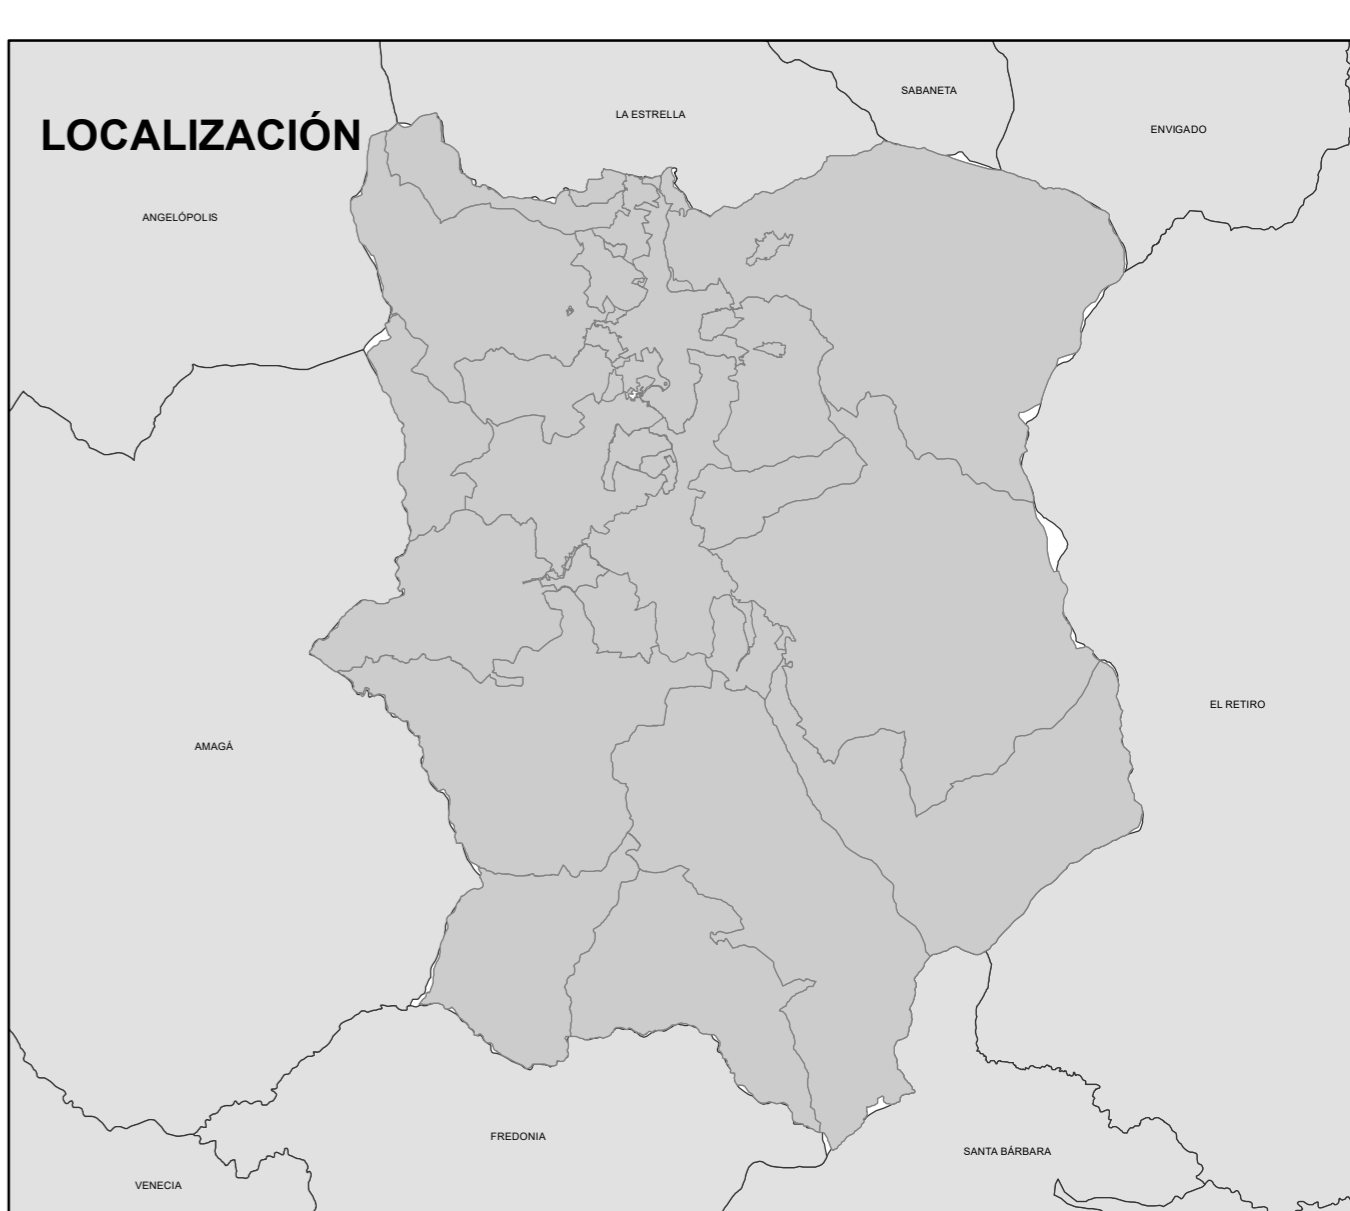 SABANETA
LA ESTRELLA
ENVIGADO
LOCALIZACIÓN
ANGELÓPOLIS
EL RETIRO
AMAGÁ
FREDONIA
SANTA BÁRBARA
VENECIA